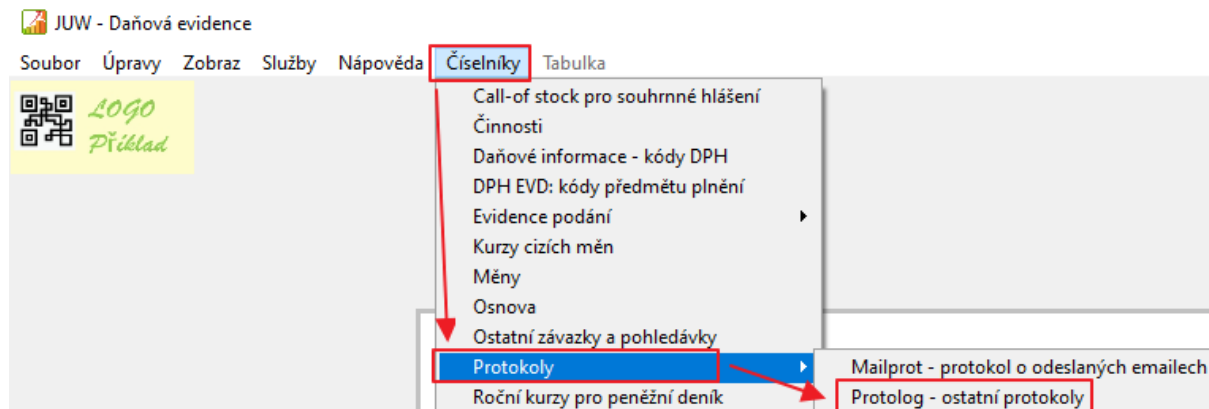 JUW - Daňová evidence
Soubor Úpravy Zobraz Služby Nápověda Číselníky Tabulka
LOGO
Příklad
Call-of stock pro souhrnné hlášení
Činnosti
Daňové informace - kódy DPH
DPH EVD: kódy předmětu plnění
Evidence podání
Kurzy cizích měn
Měny
Osnova
Ostatní závazky a pohledávky
Protokoly
Mailprot - protokol o odeslaných emailech
Roční kurzy pro peněžní deník
Protolog - ostatní protokoly